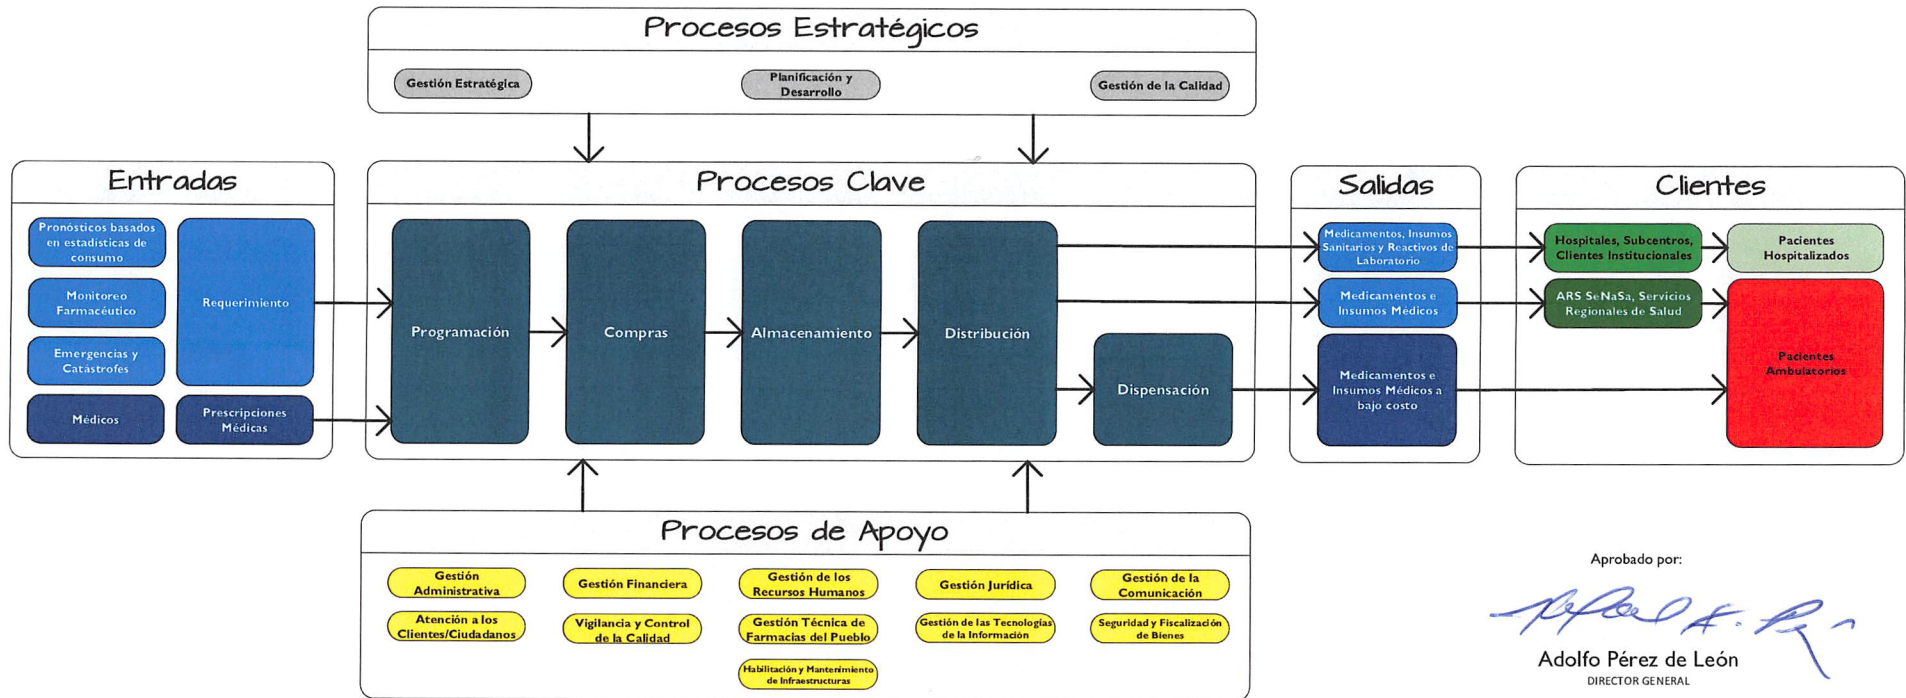 Procesos Estratégicos
Gestión Estratégica
Planificación y
Desarrollo
Gestión de la Calidad
Entradas
Pronósticos basados
en estadísticas de
consumo
Monitoreo
Farmacéutico
Emergencias y
Catástrofes
Médicos
Requerimiento
Prescripciones
Médicas
Procesos Clave
Programación
Compras
Almacenamiento
Distribución
Dispensación
Salidas
Medicamentos, Insumos
Sanitarios y Reactivos de
Laboratorio
Medicamentos e
Insumos Médicos
Medicamentos e
Insumos Médicos a
bajo costo
Clientes
Hospitales, Subcentros,
Clientes Institucionales
ARS SeNaSa, Servicios
Regionales de Salud
Pacientes
Hospitalizados
Pacientes
Ambulatorios
Procesos de Apoyo
Gestión
Administrativa
Gestión Financiera
Gestión de los
Recursos Humanos
Gestión Jurídica
Gestión de la
Comunicación
Atención a los
Clientes/Ciudadanos
Vigilancia y Control
de la Calidad
Gestión Técnica de
Farmacias del Pueblo
Gestión de las Tecnologías
de la Información
Seguridad y Fiscalización
de Bienes
Habilitación y Mantenimiento
de Infraestructuras
Aprobado por:
Adolfo Pérez de León
DIRECTOR GENERAL